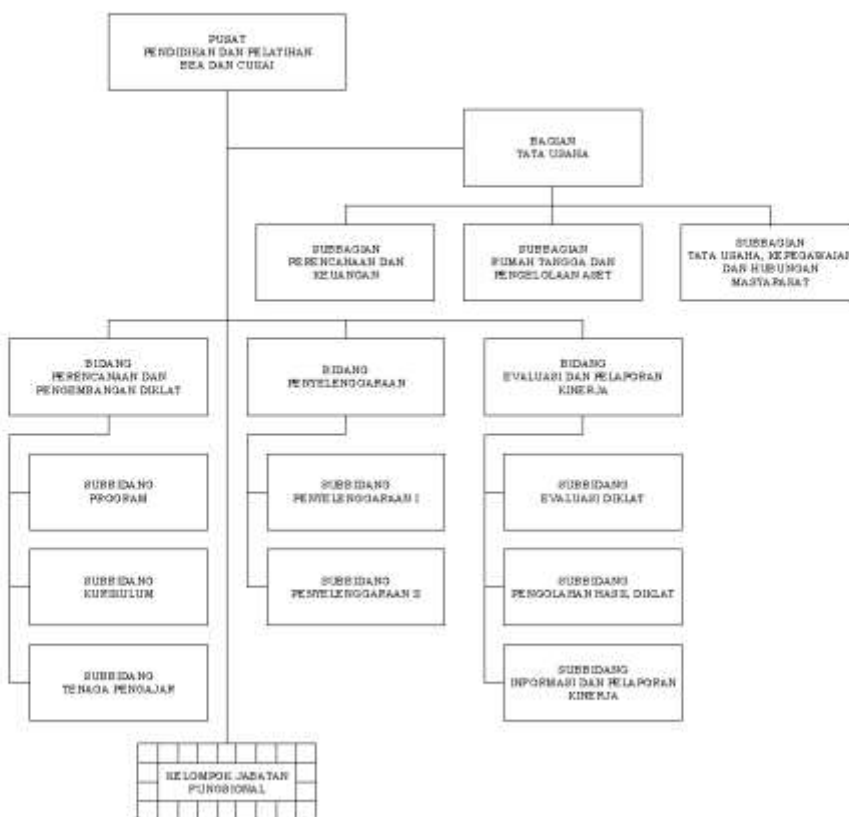 PUSAT
PENDIDIKAN DAN PELATIHAN
BEA DAN CUKAI
BAGIAN
TATA USAHA
SUBBAGIAN
PERENCANAAN DAN
KEUANGAN
SUBBAGIAN
RUMAH TANGGA DAN
PENGELOLAAN ASET
SUBBAGIAN
TATA USAHA, KEPEGAWAIAN
DAN HUBUNGAN
MASYARAKAT
BIDANG
PERENCANAAN DAN
PENGEMBANGAN DIKLAT
BIDANG
PENYELENGGARAAN
BIDANG
EVALUASI DAN PELAPORAN
KINERJA
SUBBIDANG
PROGRAM
SUBBIDANG
PENYELENGGARAAN I
SUBBIDANG
EVALUASI DIKLAT
SUBBIDANG
KURIKULUM
SUBBIDANG
PENYELENGGARAAN II
SUBBIDANG
PENGOLAHAN HASIL DIKLAT
SUBBIDANG
TENAGA PENGAJAR
SUBBIDANG
INFORMASI DAN PELAPORAN
KINERJA
KELOMPOK JABATAN
FUNGSIONAL